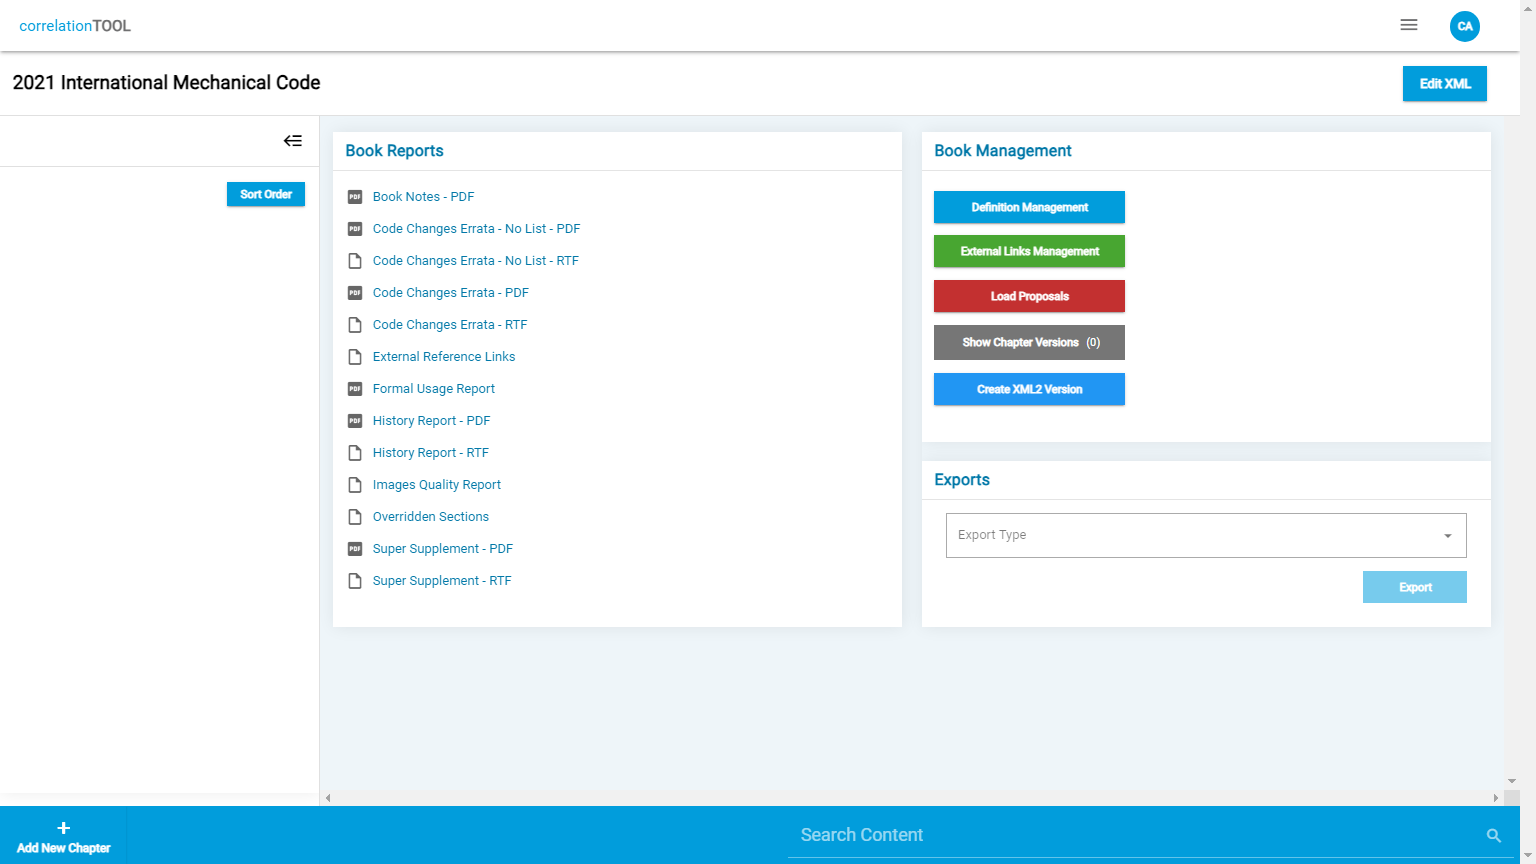 correlationTOOL
CA
2021 International Mechanical Code
Edit XML
Sort Order
Book Reports
PDF Book Notes - PDF
PDF Code Changes Errata - No List - PDF
Code Changes Errata - No List - RTF
PDF Code Changes Errata - PDF
Code Changes Errata - RTF
External Reference Links
PDF Formal Usage Report
PDF History Report - PDF
History Report - RTF
Images Quality Report
Overridden Sections
PDF Super Supplement - PDF
Super Supplement - RTF
Book Management
Definition Management
External Links Management
Load Proposals
Show Chapter Versions (0)
Create XML2 Version
Exports
Export Type
Export
Add New Chapter
Search Content